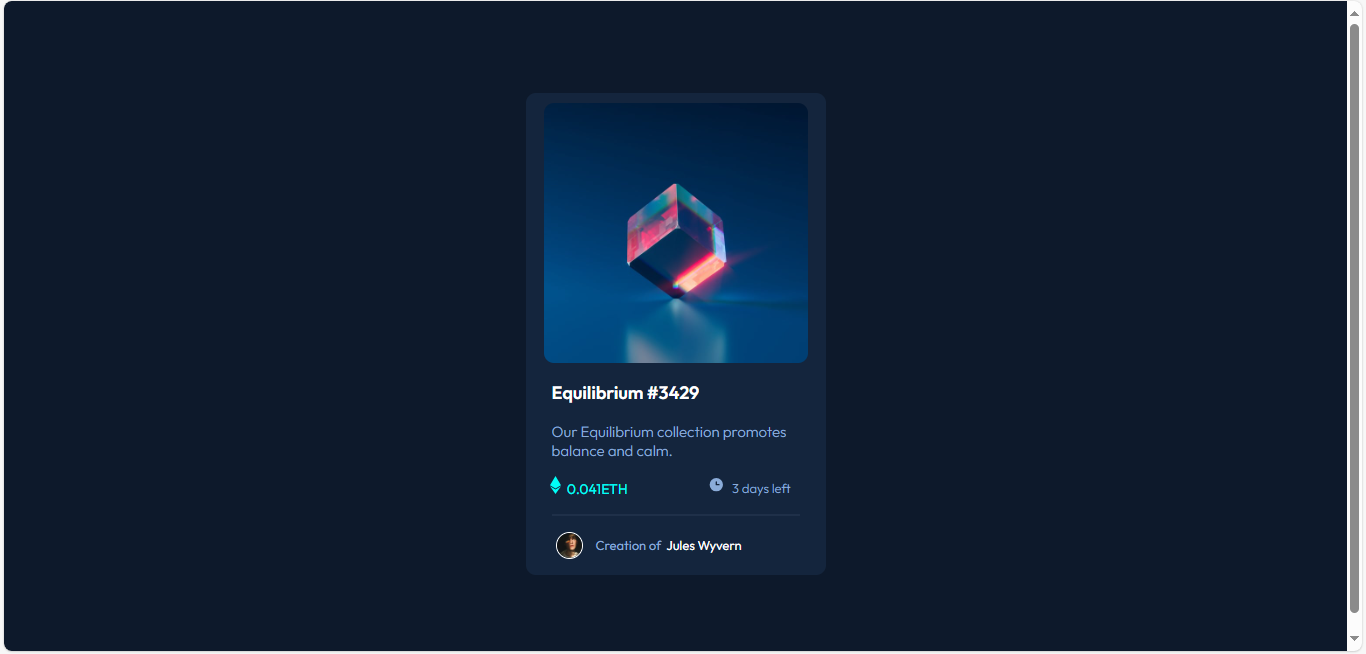 Equilibrium #3429
Our Equilibrium collection promotes
balance and calm.
0.041ETH 3 days left
Creation of Jules Wyvern